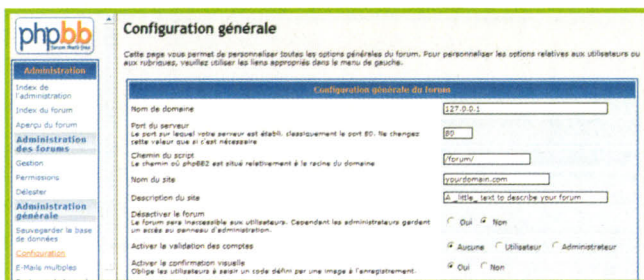 phpbb
forum
Administration
Index de
l'administration
Index du forum
Aperçu du forum
Administration
des forums
Gestion
Permissions
Délester
Administration
générale
Sauvegarder la base
de données
Configuration
E-Mails multiples
Configuration générale
Cette page vous permet de personnaliser toutes les options générales du forum. Pour personnaliser les options relatives aux utilisateurs ou
aux rubriques, veuillez utiliser les liens appropriés dans le menu de gauche.
Configuration générale du forum
Nom de domaine
127.0.0.1
Port du serveur
Le port sur lequel votre serveur est établi, classiquement le port 80. Ne changez
cette valeur que si c'est nécessaire
80
Chemin du script
Le chemin où phpBB2 est situé relativement à la racine du domaine
/forum/
Nom du site
yourdomain.com
Description du site
A _little_ text to describe your forum
Désactiver le forum
Le forum sera inaccessible aux utilisateurs. Cependant les administrateurs gardent
un accès au panneau d'administration.
Oui Non
Activer la validation des comptes
Aucune Utilisateur Administrateur
Activer la confirmation visuelle
Oblige les utilisateurs à saisir un code défini par une image à l'enregistrement.
Oui Non